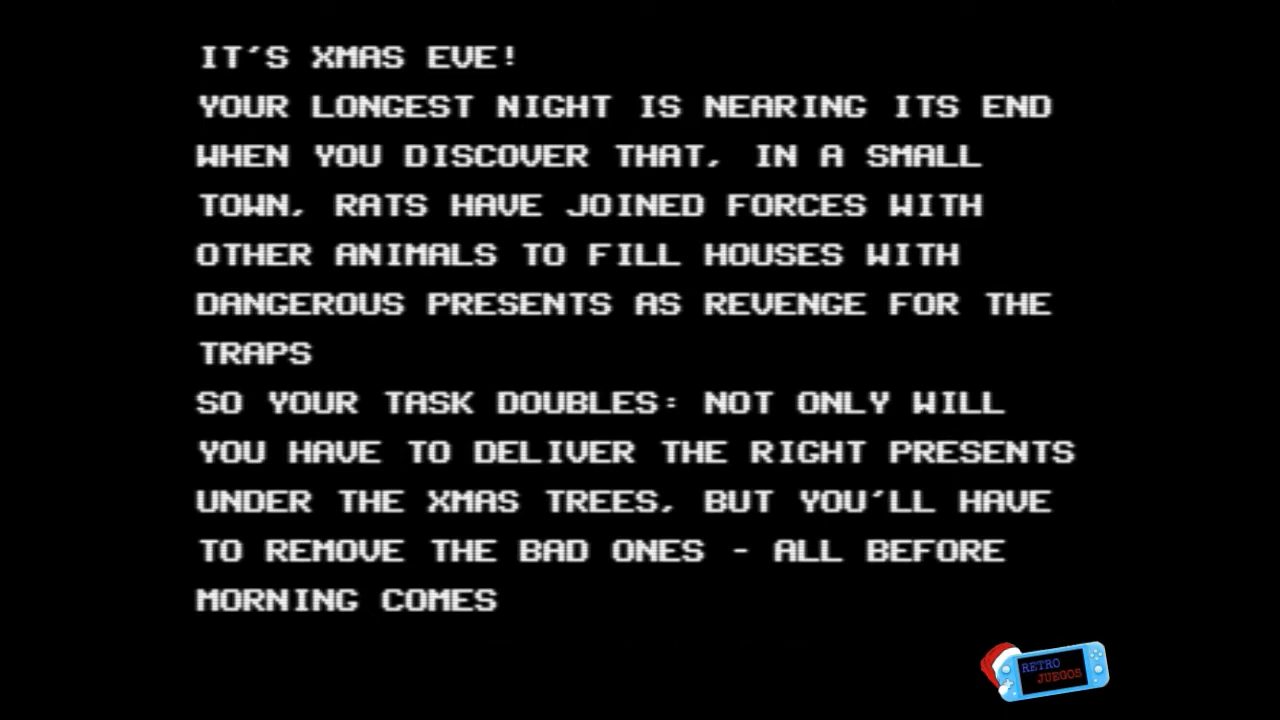 IT'S XMAS EVE!
YOUR LONGEST NIGHT IS NEARING ITS END
WHEN YOU DISCOVER THAT, IN A SMALL
TOWN, RATS HAVE JOINED FORCES WITH
OTHER ANIMALS TO FILL HOUSES WITH
DANGEROUS PRESENTS AS REVENGE FOR THE
TRAPS
SO YOUR TASK DOUBLES: NOT ONLY WILL
YOU HAVE TO DELIVER THE RIGHT PRESENTS
UNDER THE XMAS TREES, BUT YOU'LL HAVE
TO REMOVE THE BAD ONES - ALL BEFORE
MORNING COMES
RETRO
JUEGOS